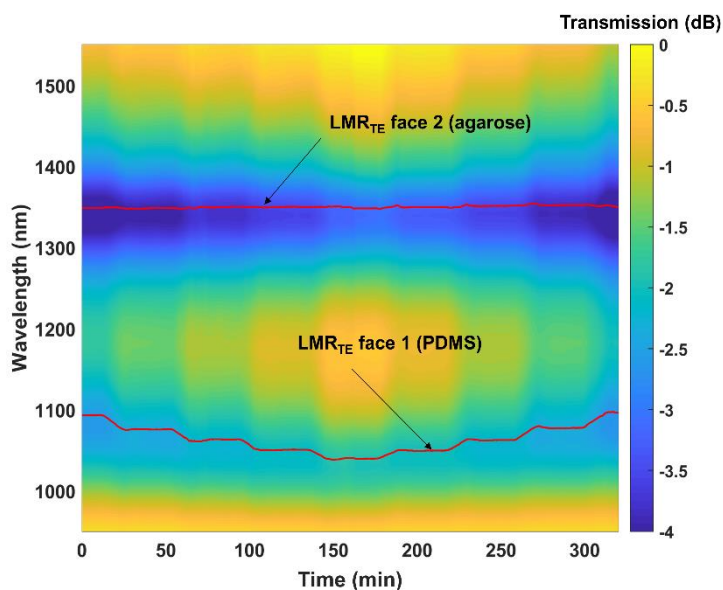 Transmission (dB)
0
-0.5
-1
-1.5
-2
-2.5
-3
-3.5
-4
Wavelength (nm)
1500
1400
1300
1200
1100
1000
LMR_TE face 2 (agarose)
LMR_TE face 1 (PDMS)
0 50 100 150 200 250 300
Time (min)